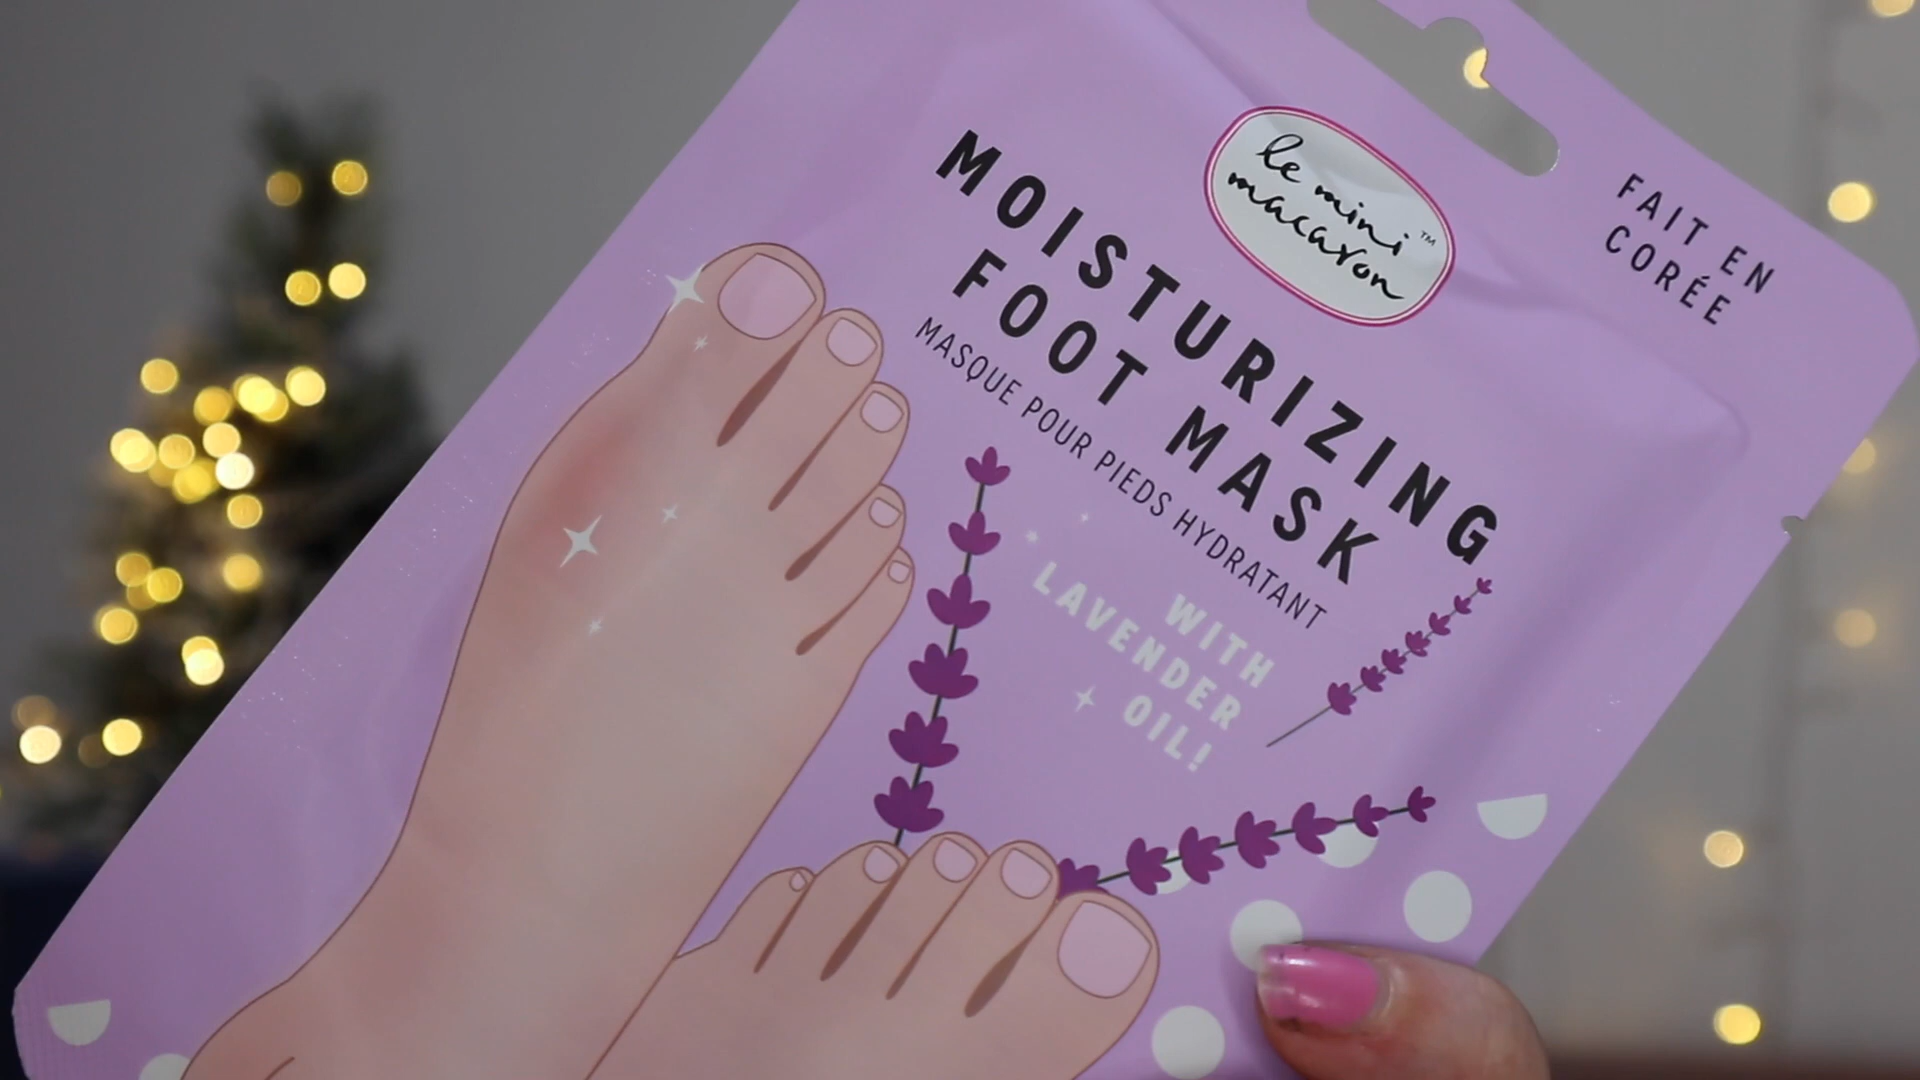 le mini
macaron™
FAIT EN
CORÉE
MOISTURIZING
FOOT MASK
MASQUE POUR PIEDS HYDRATANT
WITH
LAVENDER
OIL!